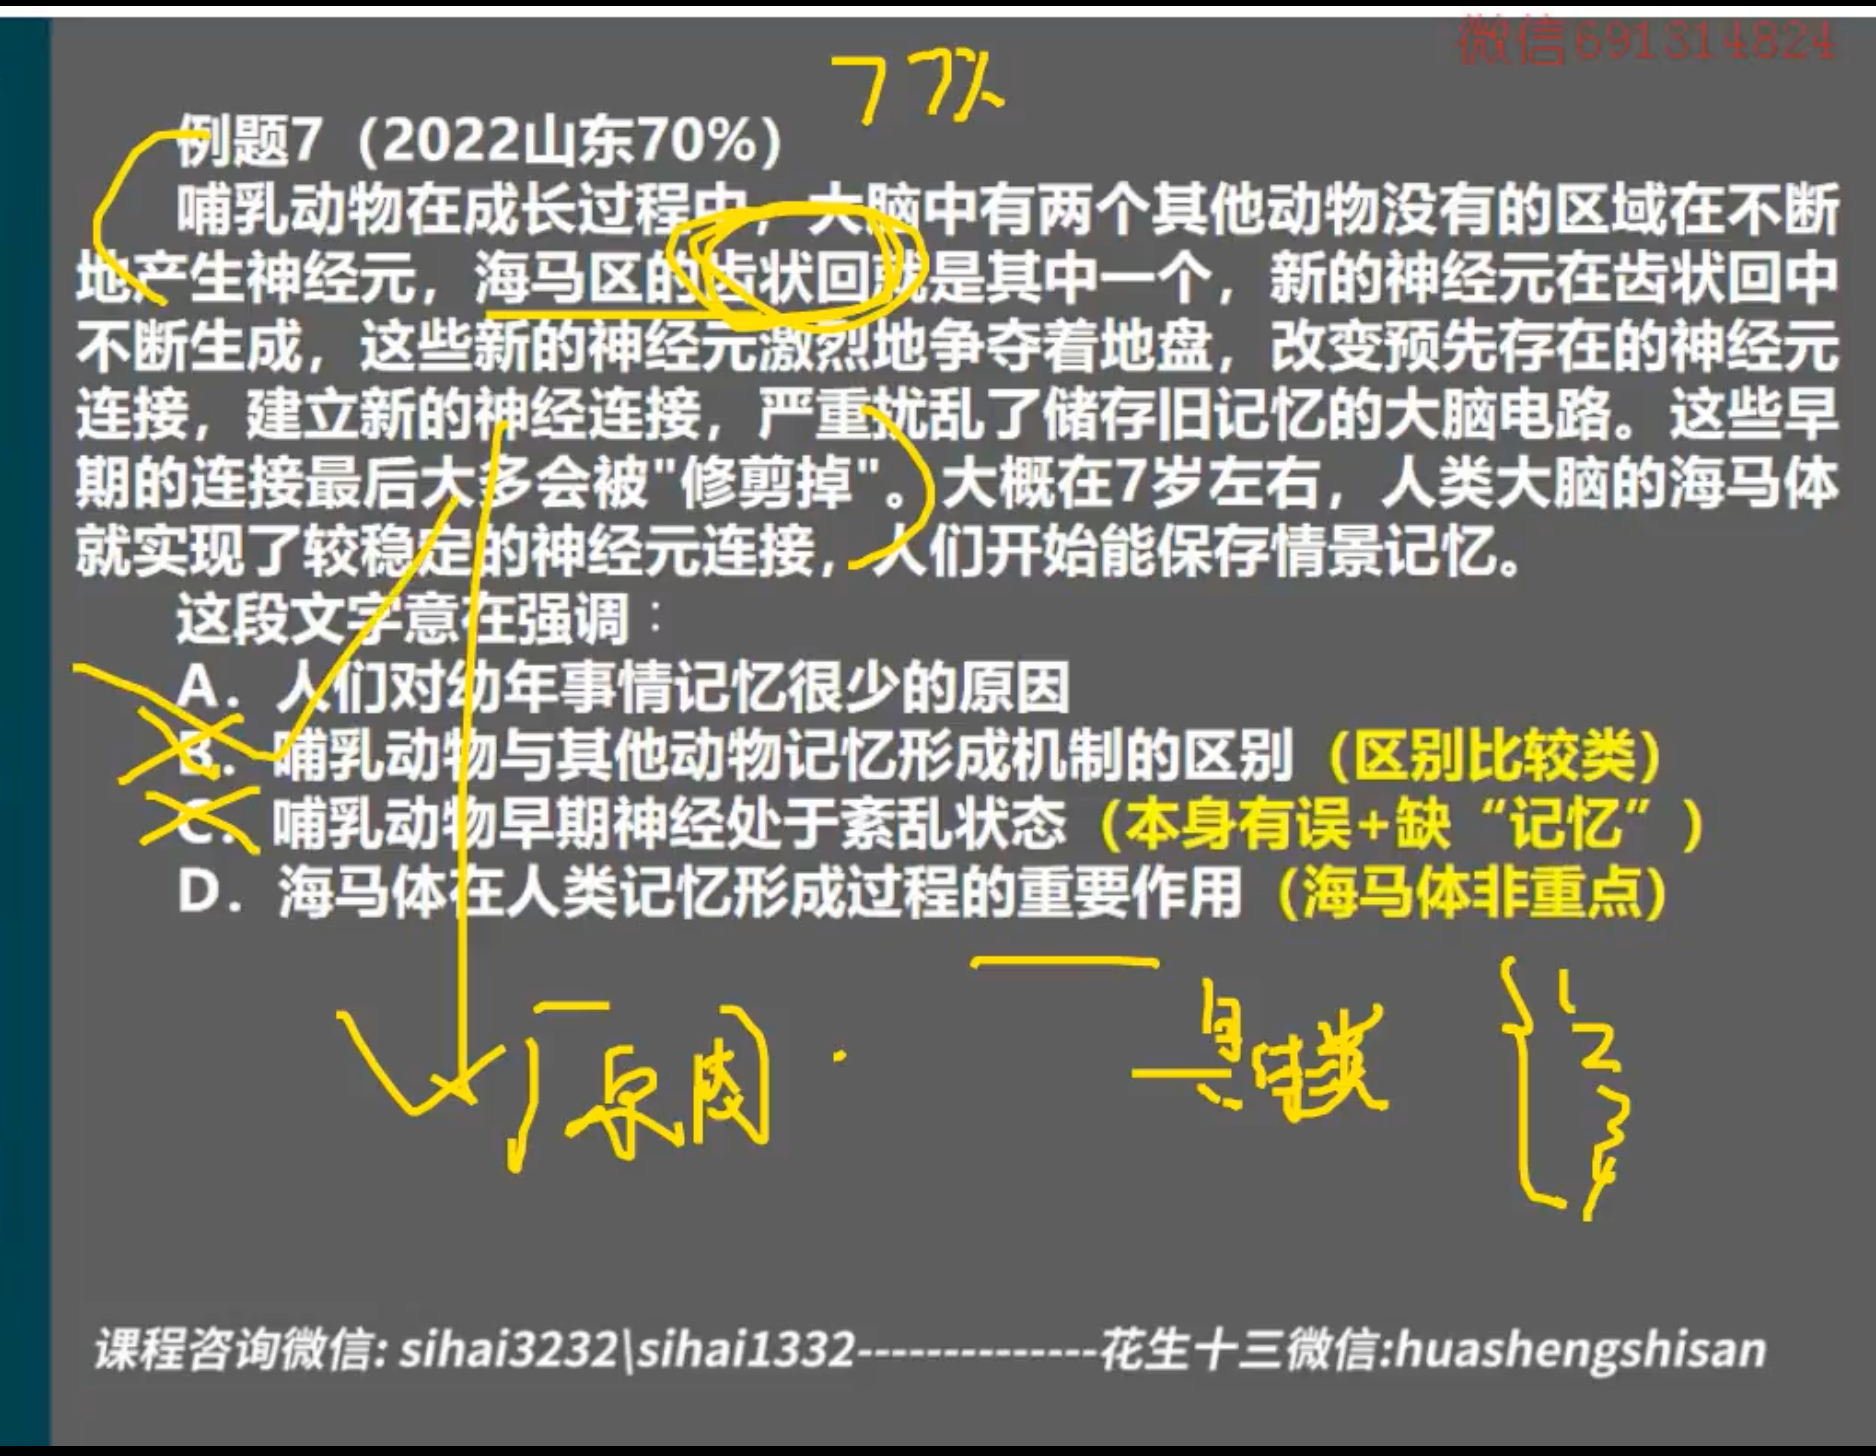 微信691314824
例题7（2022山东70%）
哺乳动物在成长过程中，大脑中有两个其他动物没有的区域在不断
地产生神经元，海马区的齿状回就是其中一个，新的神经元在齿状回中
不断生成，这些新的神经元激烈地争夺着地盘，改变预先存在的神经元
连接，建立新的神经连接，严重扰乱了储存旧记忆的大脑电路。这些早
期的连接最后大多会被"修剪掉"。大概在7岁左右，人类大脑的海马体
就实现了较稳定的神经元连接，人们开始能保存情景记忆。
这段文字意在强调：
A．人们对幼年事情记忆很少的原因
B．哺乳动物与其他动物记忆形成机制的区别（区别比较类）
C．哺乳动物早期神经处于紊乱状态（本身有误+缺“记忆”）
D．海马体在人类记忆形成过程的重要作用（海马体非重点）
原因
1
2
3
4
课程咨询微信: sihai3232\sihai1332--------------花生十三微信:huashengshisan